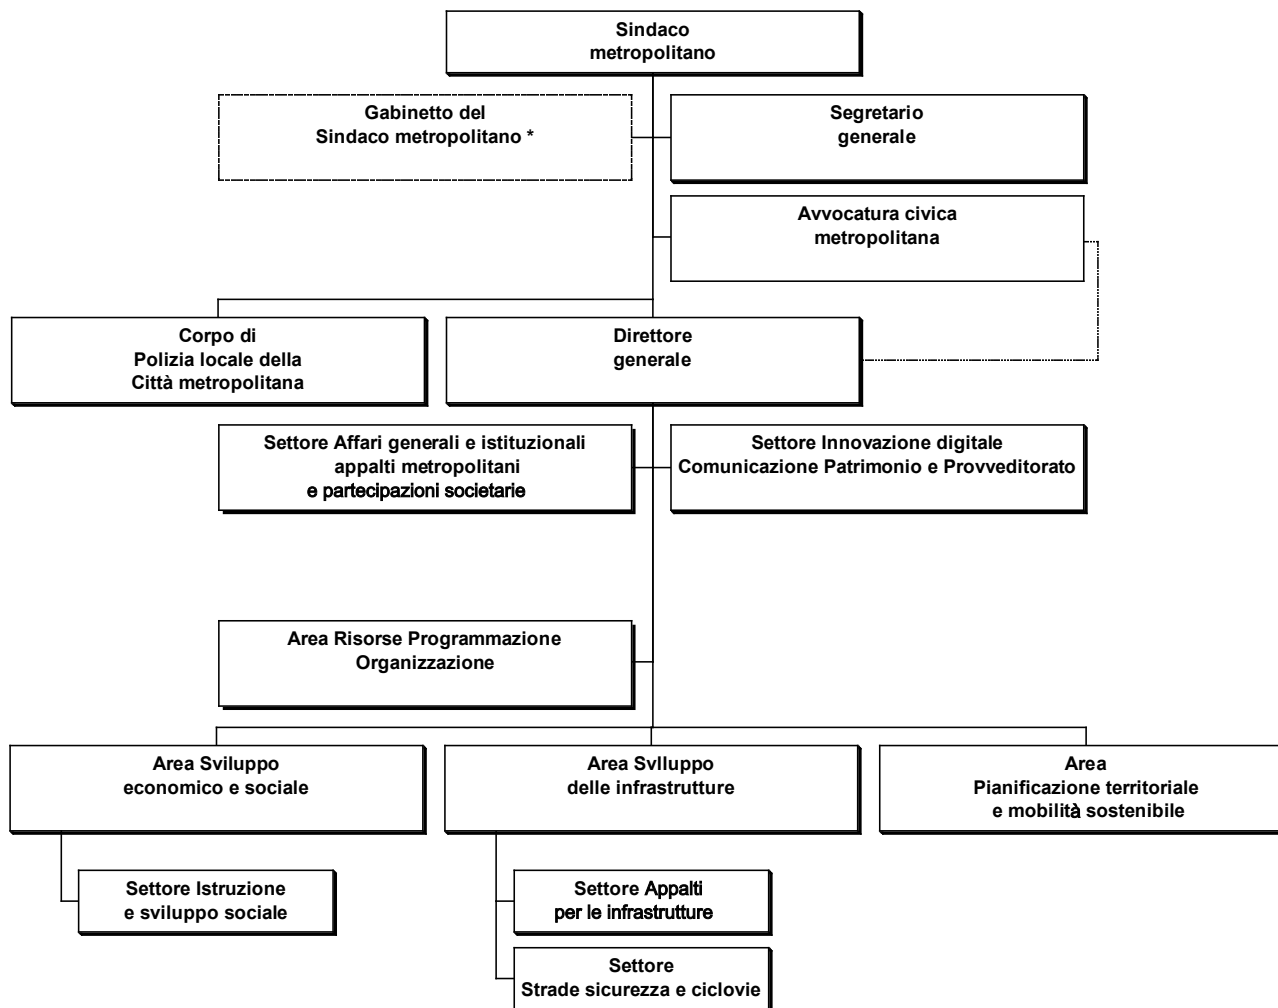 Sindaco
metropolitano
Gabinetto del
Sindaco metropolitano *
Segretario
generale
Avvocatura civica
metropolitana
Corpo di
Polizia locale della
Città metropolitana
Direttore
generale
Settore Affari generali e istituzionali
appalti metropolitani
e partecipazioni societarie
Settore Innovazione digitale
Comunicazione Patrimonio e Provveditorato
Area Risorse Programmazione
Organizzazione
Area Sviluppo
economico e sociale
Area Svlluppo
delle infrastrutture
Area
Pianificazione territoriale
e mobilità sostenibile
Settore Istruzione
e sviluppo sociale
Settore Appalti
per le infrastrutture
Settore
Strade sicurezza e ciclovie